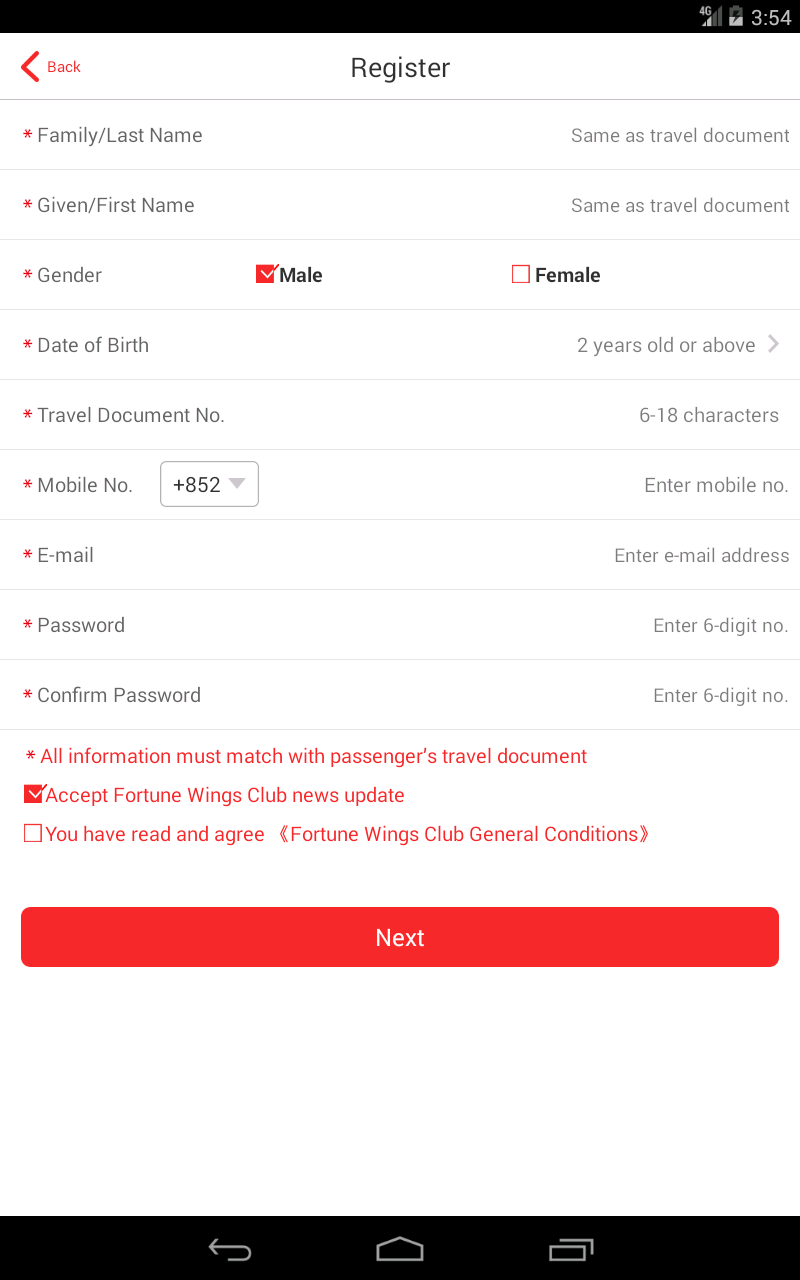 4G 3:54
Back
Register
* Family/Last Name Same as travel document
* Given/First Name Same as travel document
* Gender Male Female
* Date of Birth 2 years old or above
* Travel Document No. 6-18 characters
* Mobile No. +852 Enter mobile no.
* E-mail Enter e-mail address
* Password Enter 6-digit no.
* Confirm Password Enter 6-digit no.
* All information must match with passenger’s travel document
Accept Fortune Wings Club news update
You have read and agree 《Fortune Wings Club General Conditions》
Next